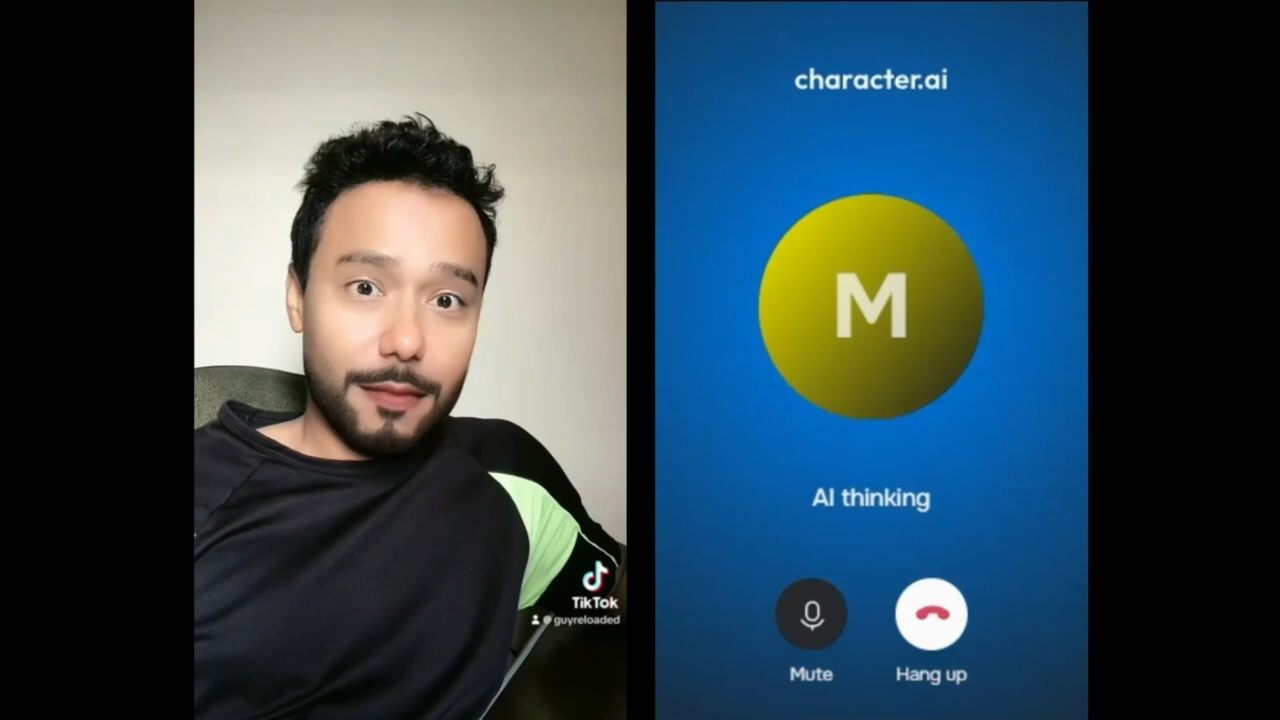 TikTok
@guyreloaded
character.ai
M
AI thinking
Mute
Hang up